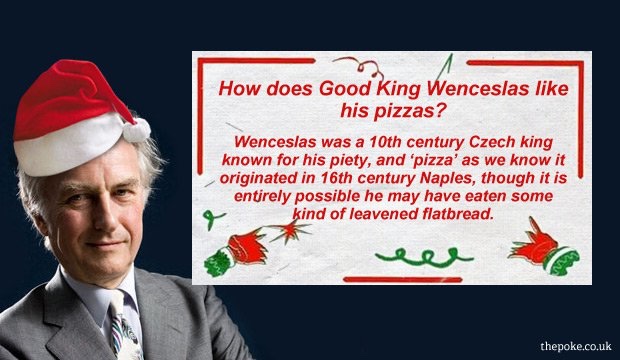 How does Good King Wenceslas like
his pizzas?
Wenceslas was a 10th century Czech king
known for his piety, and ‘pizza’ as we know it
originated in 16th century Naples, though it is
entirely possible he may have eaten some
kind of leavened flatbread.
thepoke.co.uk